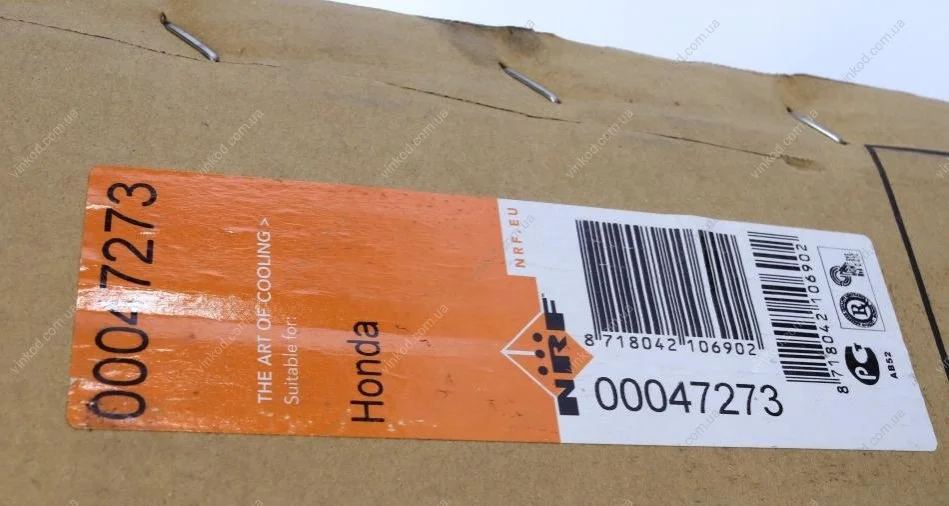 00047273
THE ART OF COOLING >
Suitable for:
Honda
NRF.EU
NRF
8 718042 106902
00047273
8 718042 106902
AB52
vinkod.com.ua